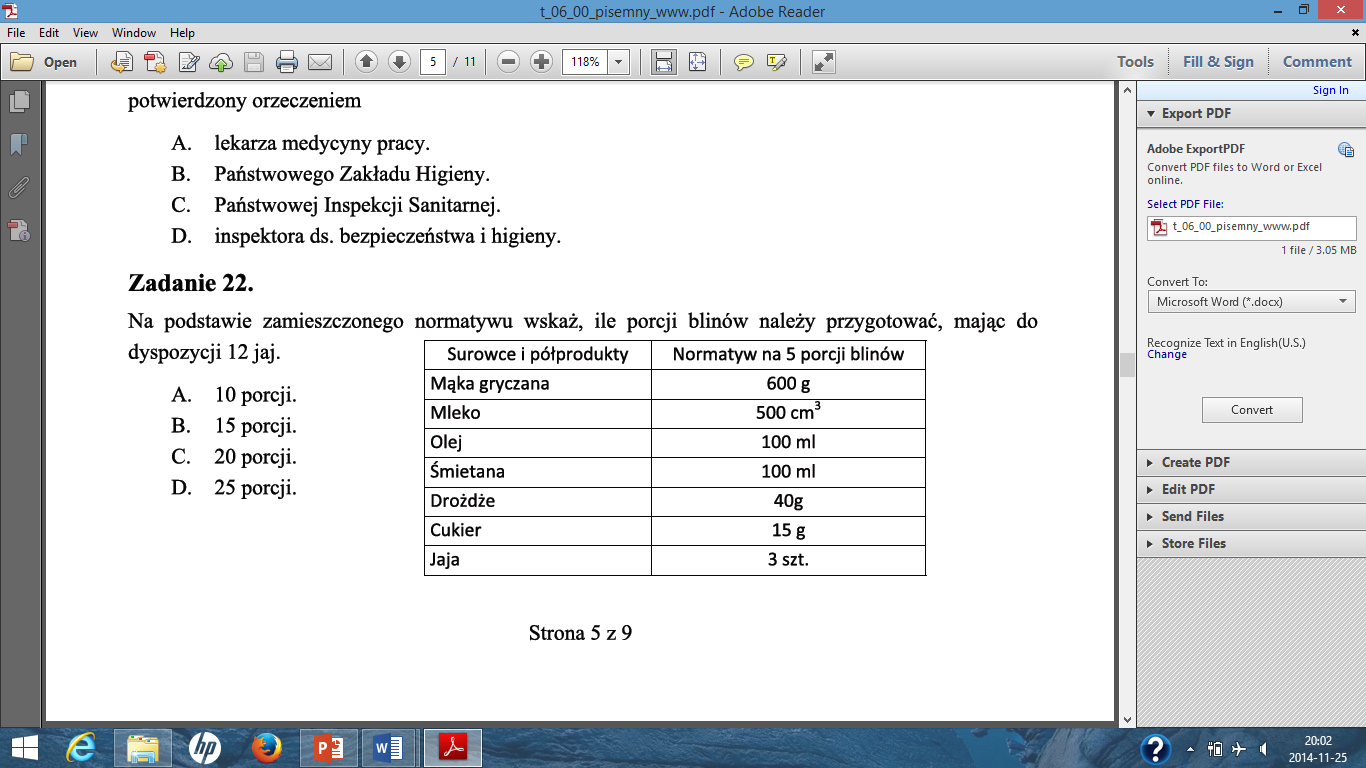 t_06_00_pisemny_www.pdf - Adobe Reader
File Edit View Window Help
Open 5 / 11 118% Tools Fill & Sign Comment
potwierdzony orzeczeniem
A. lekarza medycyny pracy.
B. Państwowego Zakładu Higieny.
C. Państwowej Inspekcji Sanitarnej.
D. inspektora ds. bezpieczeństwa i higieny.
Zadanie 22.
Na podstawie zamieszczonego normatywu wskaż, ile porcji blinów należy przygotować, mając do
dyspozycji 12 jaj.
A. 10 porcji.
B. 15 porcji.
C. 20 porcji.
D. 25 porcji.
Surowce i półprodukty Normatyw na 5 porcji blinów
Mąka gryczana 600 g
Mleko 500 cm³
Olej 100 ml
Śmietana 100 ml
Drożdże 40g
Cukier 15 g
Jaja 3 szt.
Strona 5 z 9
Sign In
Export PDF
Adobe ExportPDF
Convert PDF files to Word or Excel
online.
Select PDF File:
t_06_00_pisemny_www.pdf
1 file / 3.05 MB
Convert To:
Microsoft Word (*.docx)
Recognize Text in English(U.S.)
Change
Convert
Create PDF
Edit PDF
Send Files
Store Files
20:02
2014-11-25